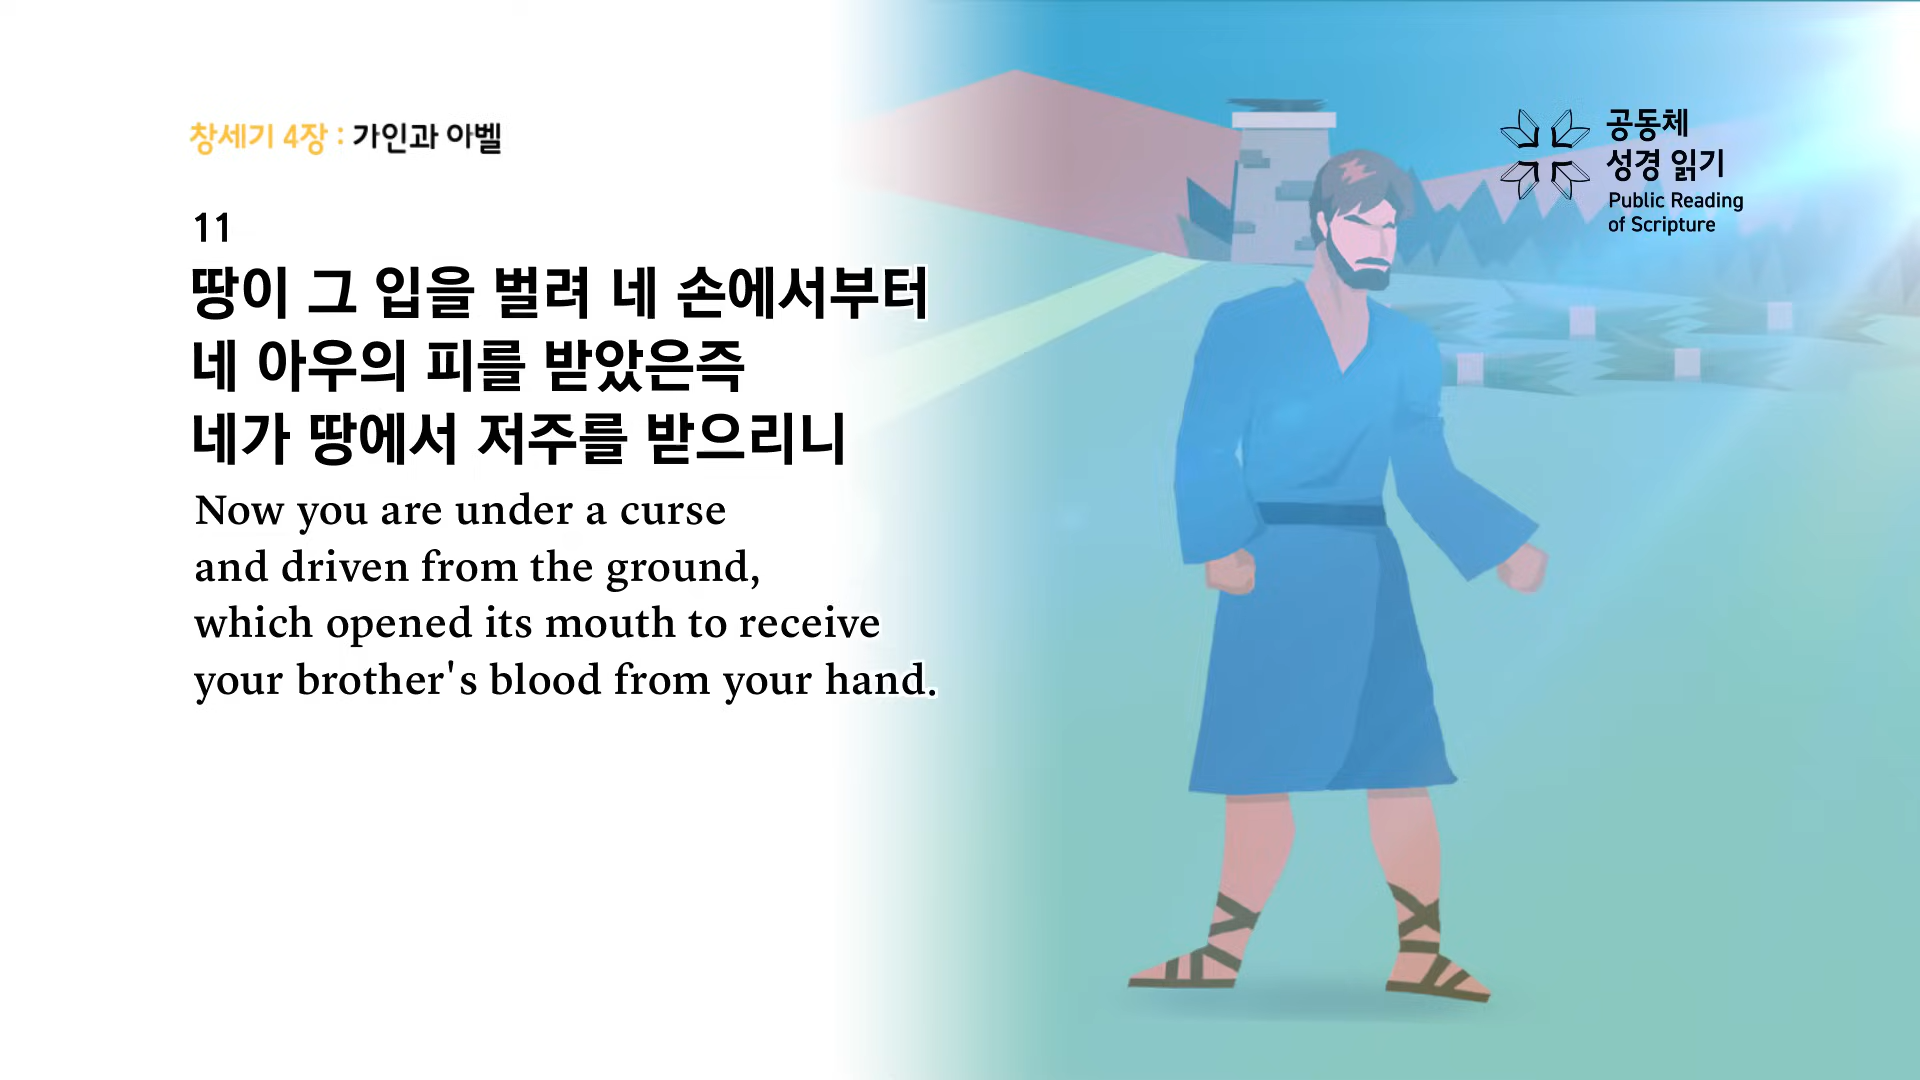 창세기 4장 : 가인과 아벨
공동체
성경 읽기
Public Reading
of Scripture
11
땅이 그 입을 벌려 네 손에서부터
네 아우의 피를 받았은즉
네가 땅에서 저주를 받으리니
Now you are under a curse
and driven from the ground,
which opened its mouth to receive
your brother's blood from your hand.